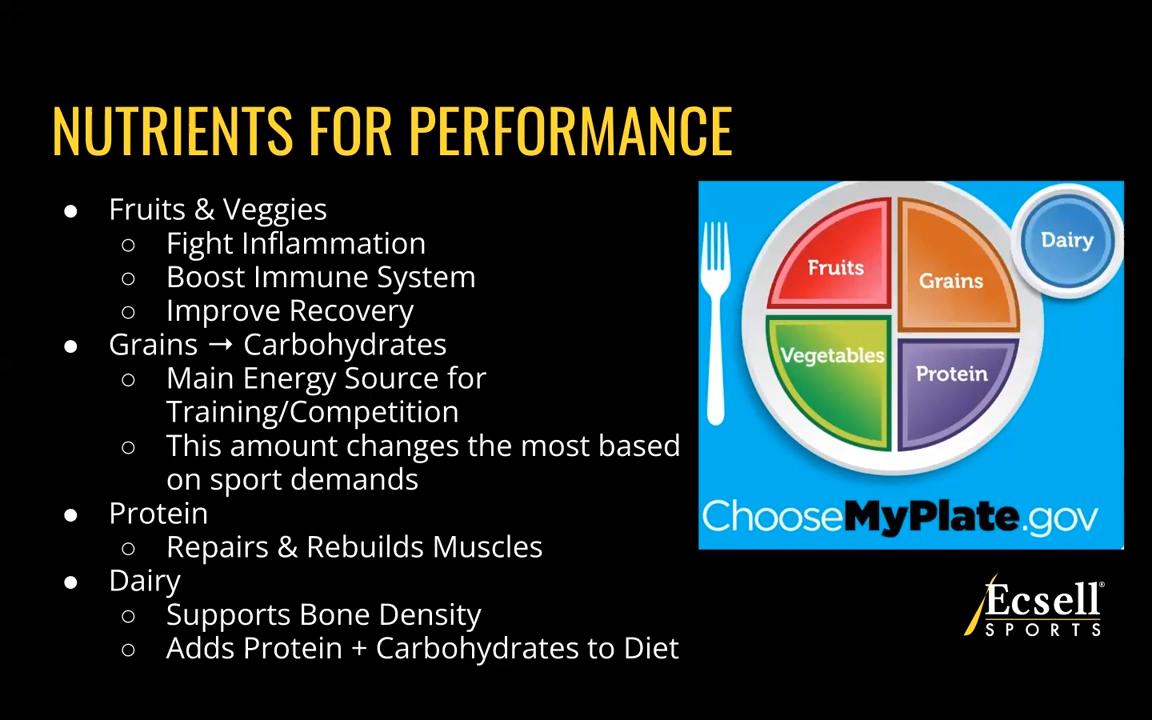 NUTRIENTS FOR PERFORMANCE
● Fruits & Veggies
○ Fight Inflammation
○ Boost Immune System
○ Improve Recovery
● Grains → Carbohydrates
○ Main Energy Source for
Training/Competition
○ This amount changes the most based
on sport demands
● Protein
○ Repairs & Rebuilds Muscles
● Dairy
○ Supports Bone Density
○ Adds Protein + Carbohydrates to Diet
Dairy
Fruits
Grains
Vegetables
Protein
ChooseMyPlate.gov
Ecsell®
SPORTS